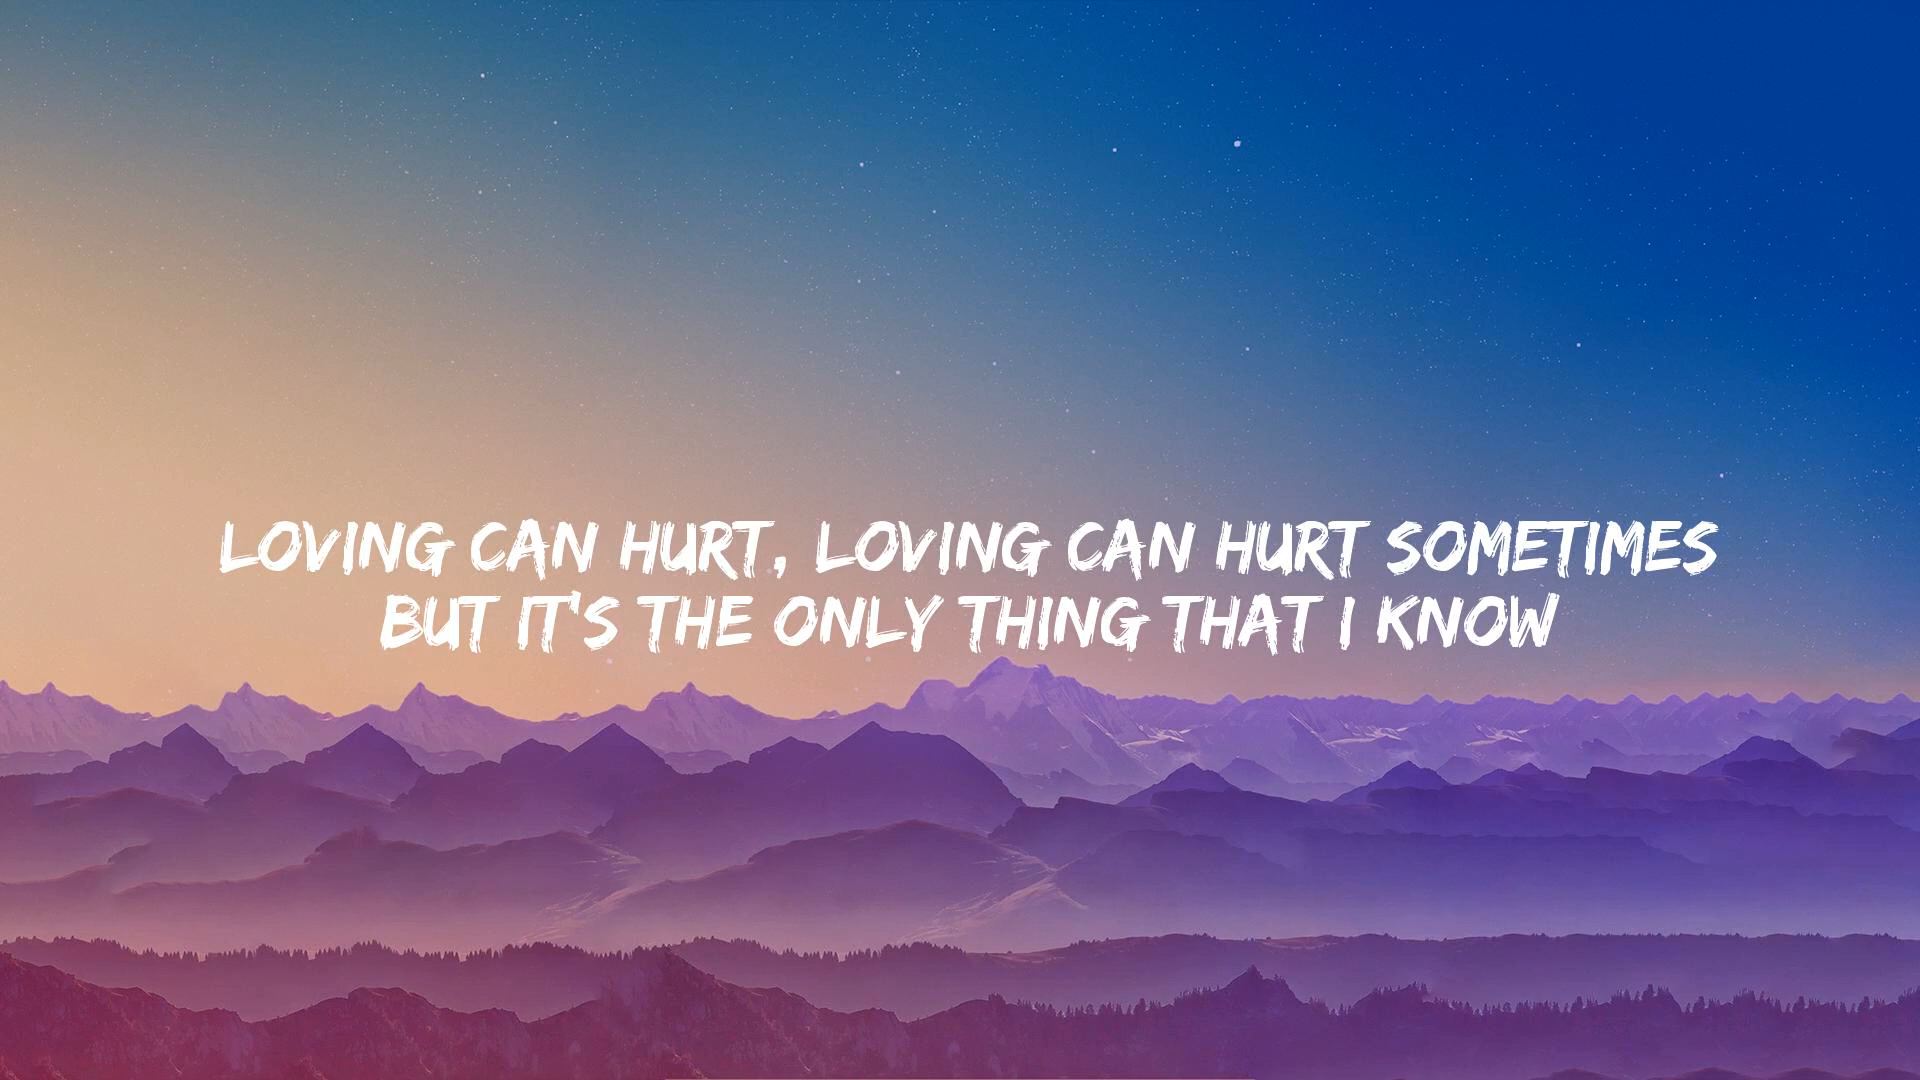 LOVING CAN HURT, LOVING CAN HURT SOMETIMES
BUT IT'S THE ONLY THING THAT I KNOW